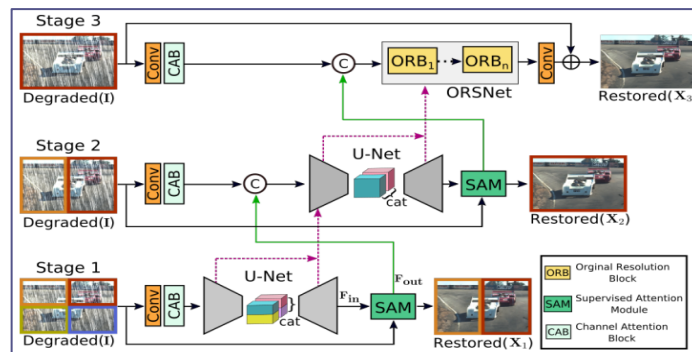 Stage 3
Conv
CAB
C
ORB₁
ORBₙ
ORSNet
Conv
Degraded(I)
Restored(X₃)
Stage 2
Conv
CAB
C
U-Net
cat
SAM
Degraded(I)
Restored(X₂)
Stage 1
Conv
CAB
U-Net
cat
F_in
F_out
SAM
Degraded(I)
Restored(X₁)
ORB
Orginal Resolution
Block
SAM
Supervised Attention
Module
CAB
Channel Attention
Block